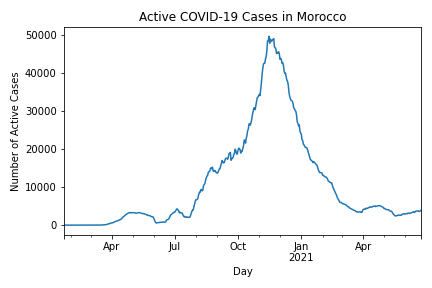 Active COVID-19 Cases in Morocco
Number of Active Cases
50000
40000
30000
20000
10000
0
Apr
Jul
Oct
Jan
2021
Apr
Day